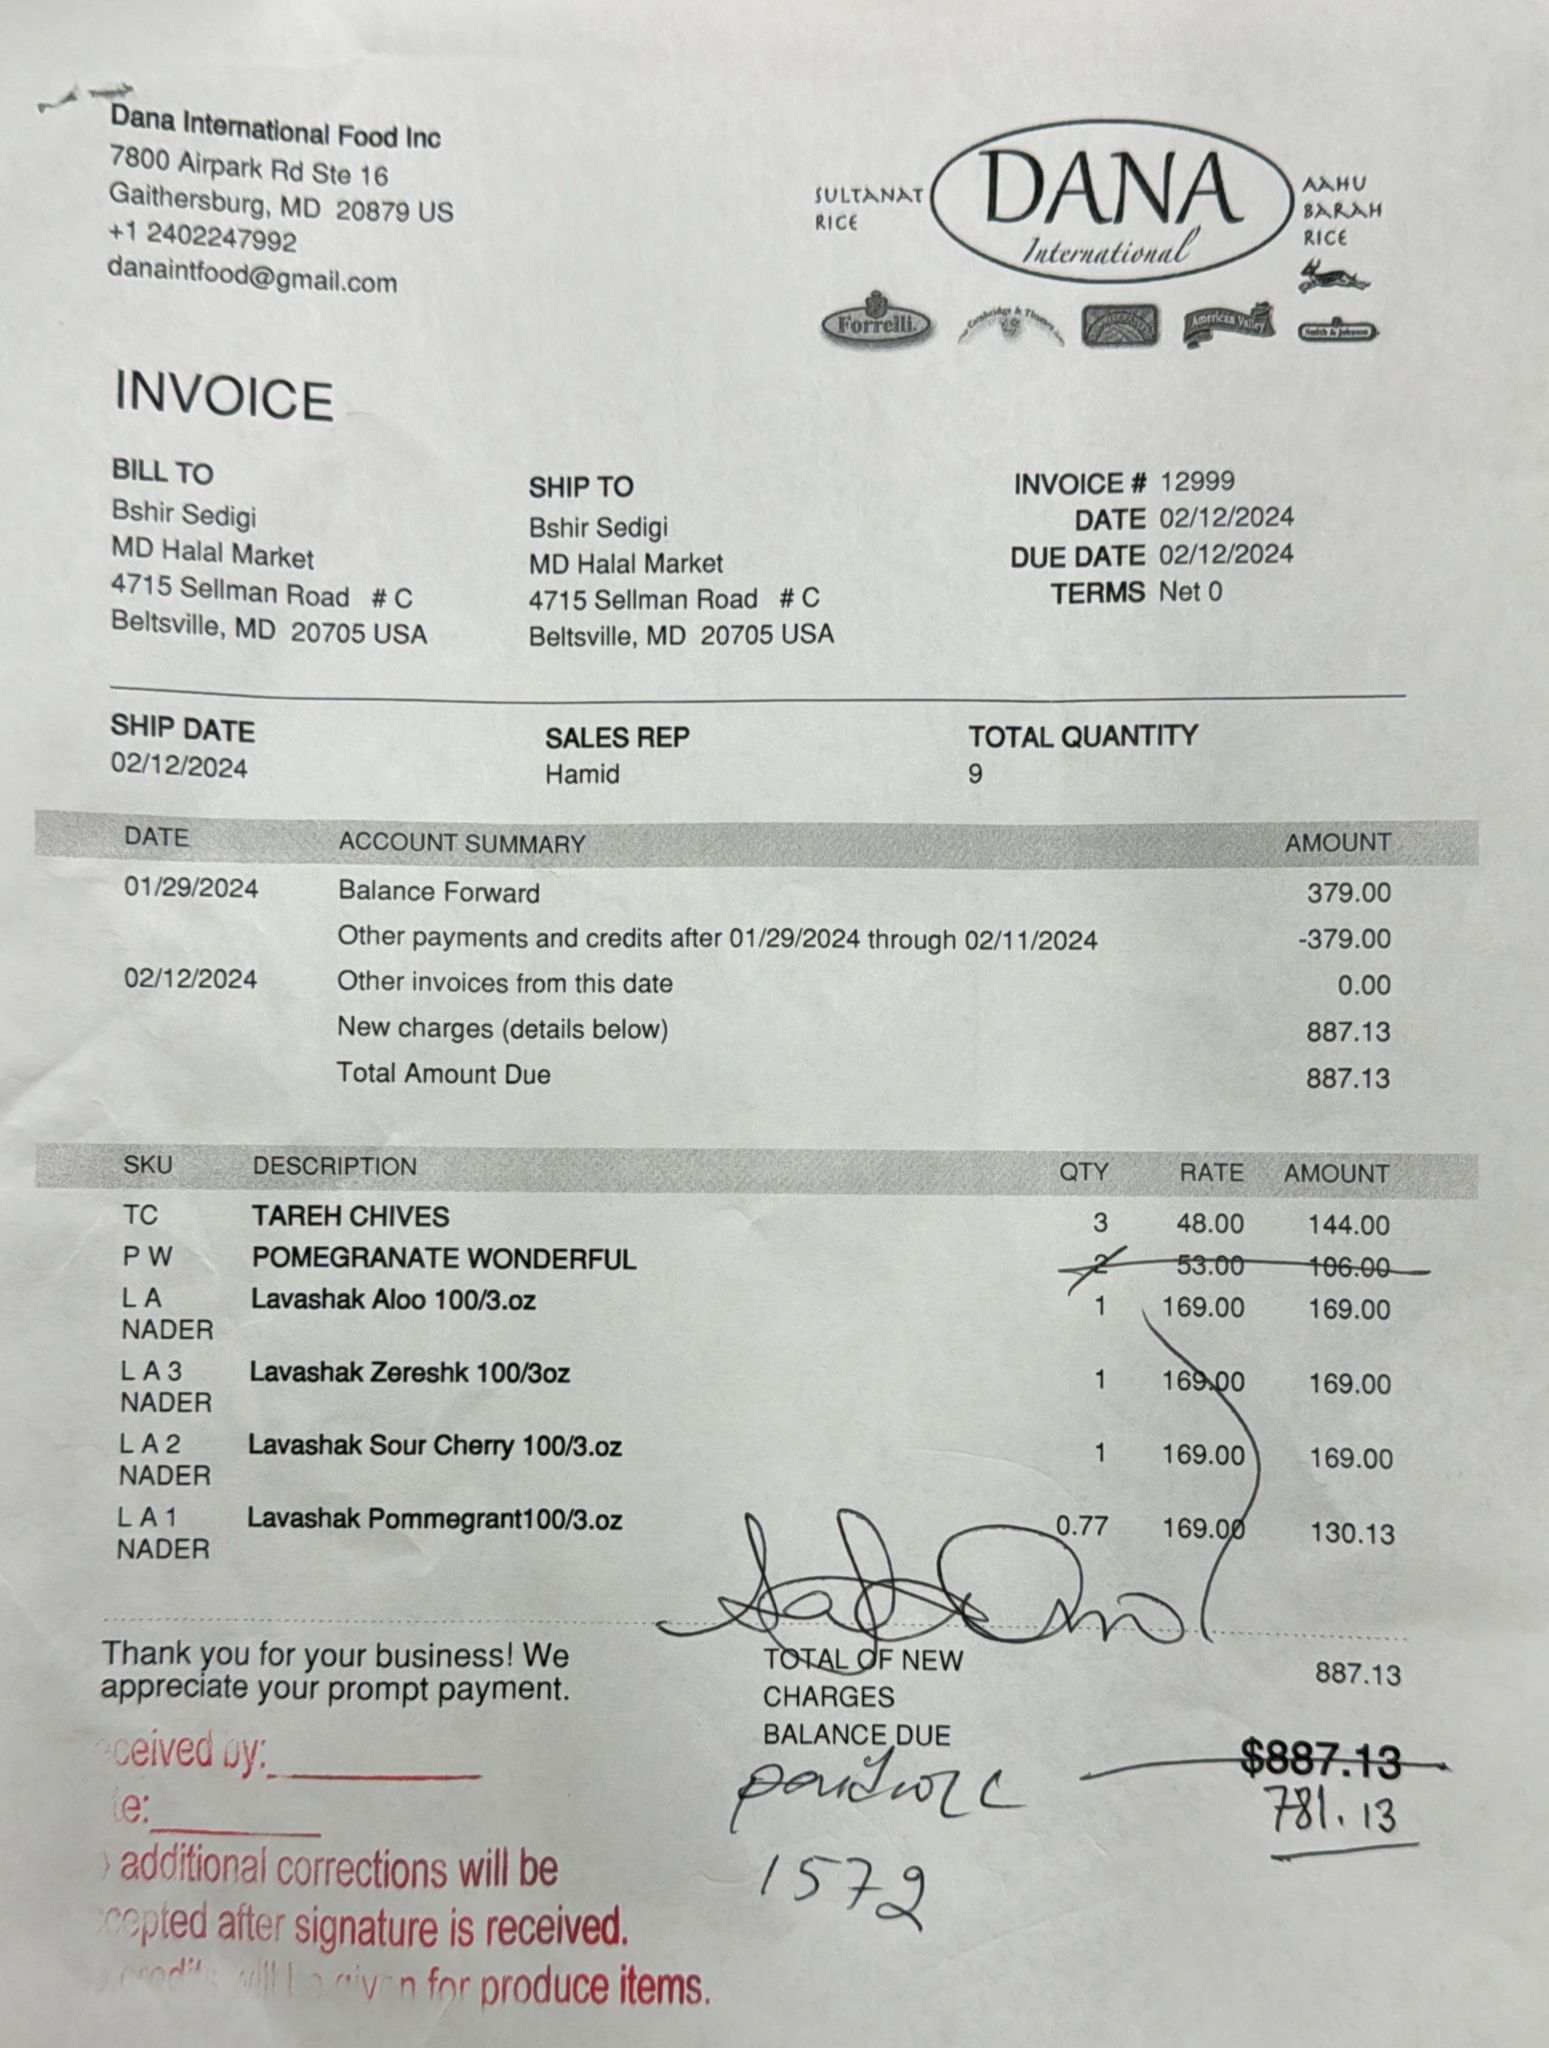 Dana International Food Inc
7800 Airpark Rd Ste 16
Gaithersburg, MD 20879 US
+1 2402247992
danaintfood@gmail.com
SULTANAT
RICE
DANA
International
AAHU
BARAH
RICE
Forrelli
American Valley
INVOICE
BILL TO
Bshir Sedigi
MD Halal Market
4715 Sellman Road # C
Beltsville, MD 20705 USA
SHIP TO
Bshir Sedigi
MD Halal Market
4715 Sellman Road # C
Beltsville, MD 20705 USA
INVOICE # 12999
DATE 02/12/2024
DUE DATE 02/12/2024
TERMS Net 0
SHIP DATE
02/12/2024
SALES REP
Hamid
TOTAL QUANTITY
9
DATE ACCOUNT SUMMARY AMOUNT
01/29/2024 Balance Forward 379.00
Other payments and credits after 01/29/2024 through 02/11/2024 -379.00
02/12/2024 Other invoices from this date 0.00
New charges (details below) 887.13
Total Amount Due 887.13
SKU DESCRIPTION QTY RATE AMOUNT
TC TAREH CHIVES 3 48.00 144.00
P W POMEGRANATE WONDERFUL 2 53.00 106.00
L A Lavashak Aloo 100/3.oz 1 169.00 169.00
NADER
L A 3 Lavashak Zereshk 100/3oz 1 169.00 169.00
NADER
L A 2 Lavashak Sour Cherry 100/3.oz 1 169.00 169.00
NADER
L A 1 Lavashak Pommegrant100/3.oz 0.77 169.00 130.13
NADER
Thank you for your business! We
appreciate your prompt payment.
TOTAL OF NEW 887.13
CHARGES
BALANCE DUE $887.13
781.13
1572
ceived by:
te:
additional corrections will be
cepted after signature is received.
given for produce items.